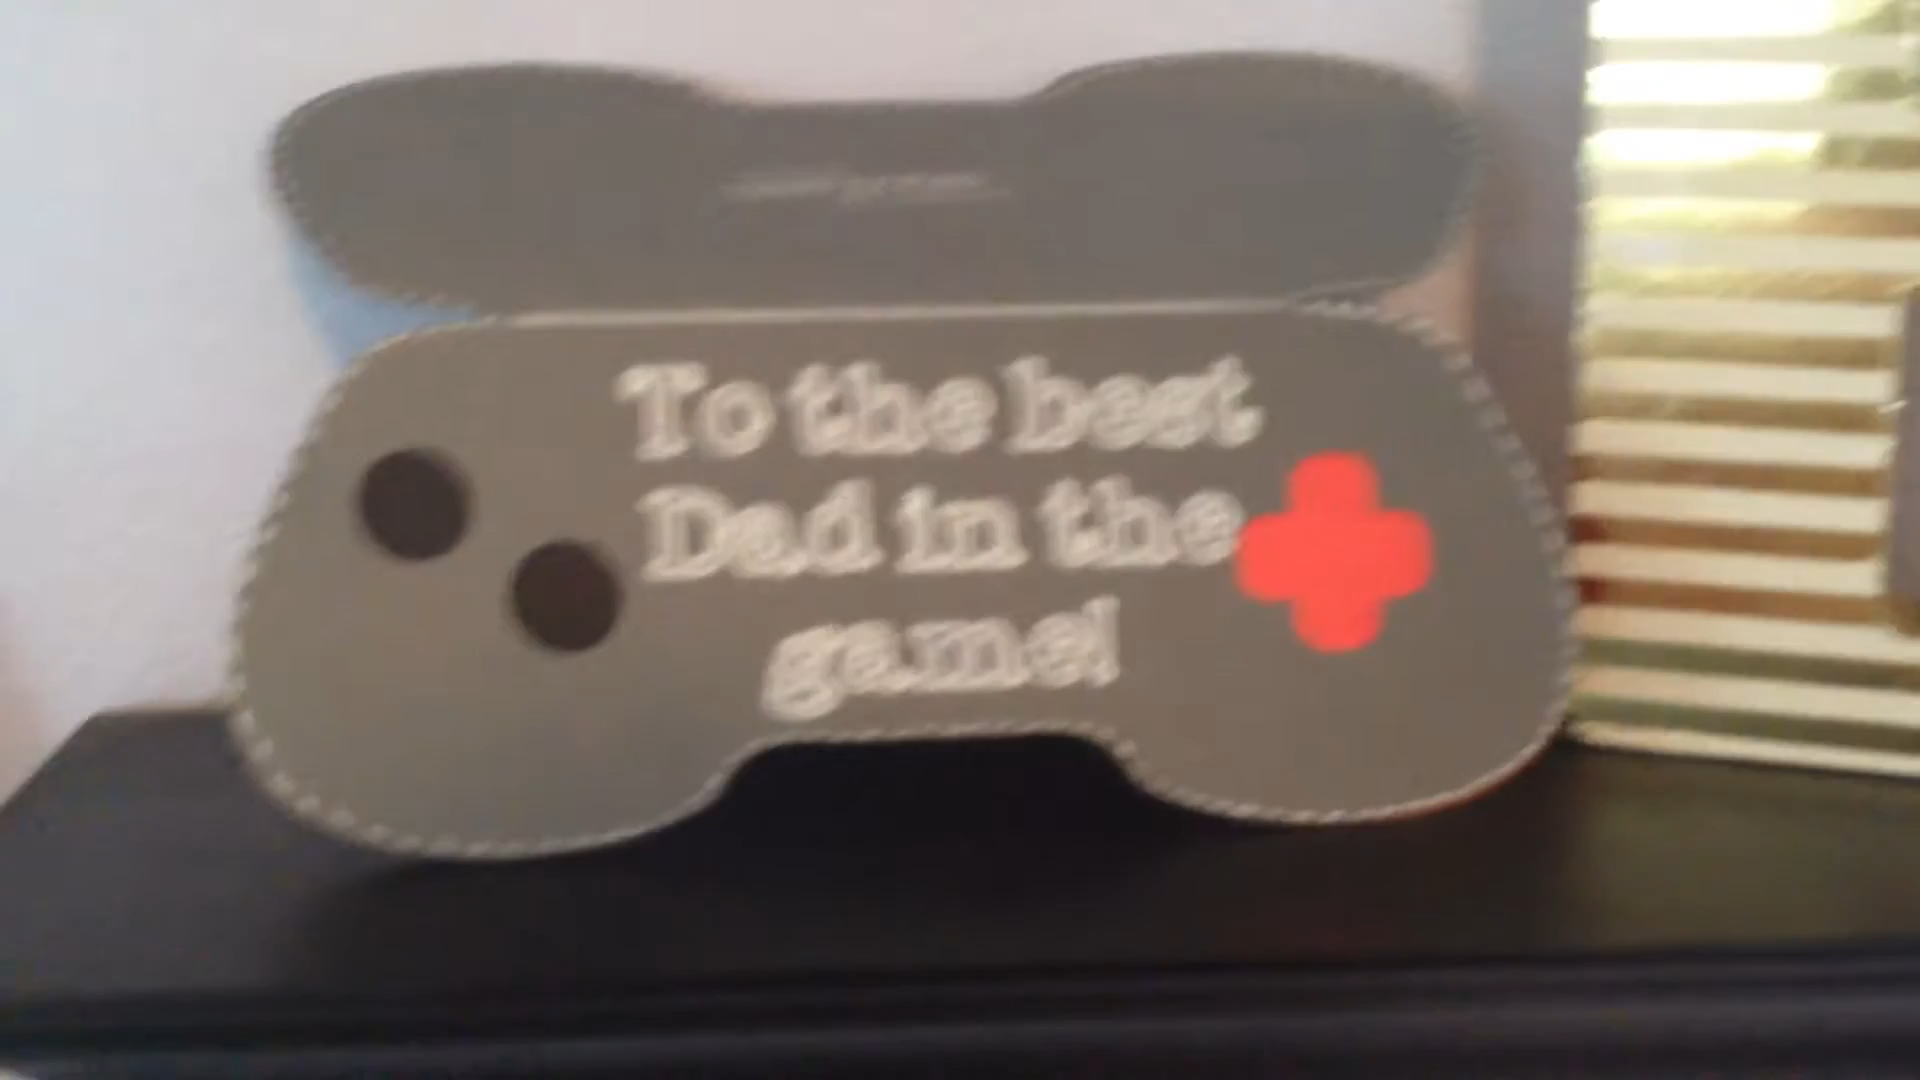 To the best
Dad in the
game!